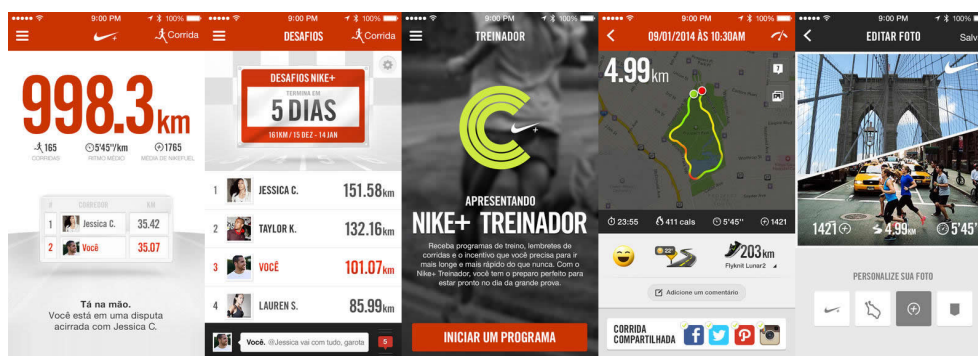 9:00 PM
100%
Corrida
998.3km
165
5'45"/km
1765
CORRIDAS
RITMO MÉDIO
MÉDIA DE NIKEFUEL
#
CORREDOR
KM
1
Jessica C.
35.42
2
Você
35.07
Tá na mão.
Você está em uma disputa
acirrada com Jessica C.
9:00 PM
100%
DESAFIOS
Corrida
DESAFIOS NIKE+
TERMINA EM
5 DIAS
161KM / 15 DEZ - 14 JAN
1
JESSICA C.
151.58km
2
TAYLOR K.
132.16km
3
VOCÊ
101.07km
4
LAUREN S.
85.99km
Você. @Jessica vai com tudo, garota
5
9:00 PM
100%
TREINADOR
APRESENTANDO
NIKE+ TREINADOR
Receba programas de treino, lembretes de
corridas e o incentivo que você precisa para ir
mais longe e mais rápido do que nunca. Com o
Nike+ Treinador, você tem o preparo perfeito para
estar pronto no dia da grande prova.
INICIAR UM PROGRAMA
9:00 PM
100%
09/01/2014 ÀS 10:30AM
4.99km
7
23:55
411 cals
5'45"
1421
22°
203km
Flyknit Lunar2
Adicione um comentário
CORRIDA
COMPARTILHADA
9:00 PM
100%
EDITAR FOTO
Salv
1421
4.99km
5'45"
PERSONALIZE SUA FOTO